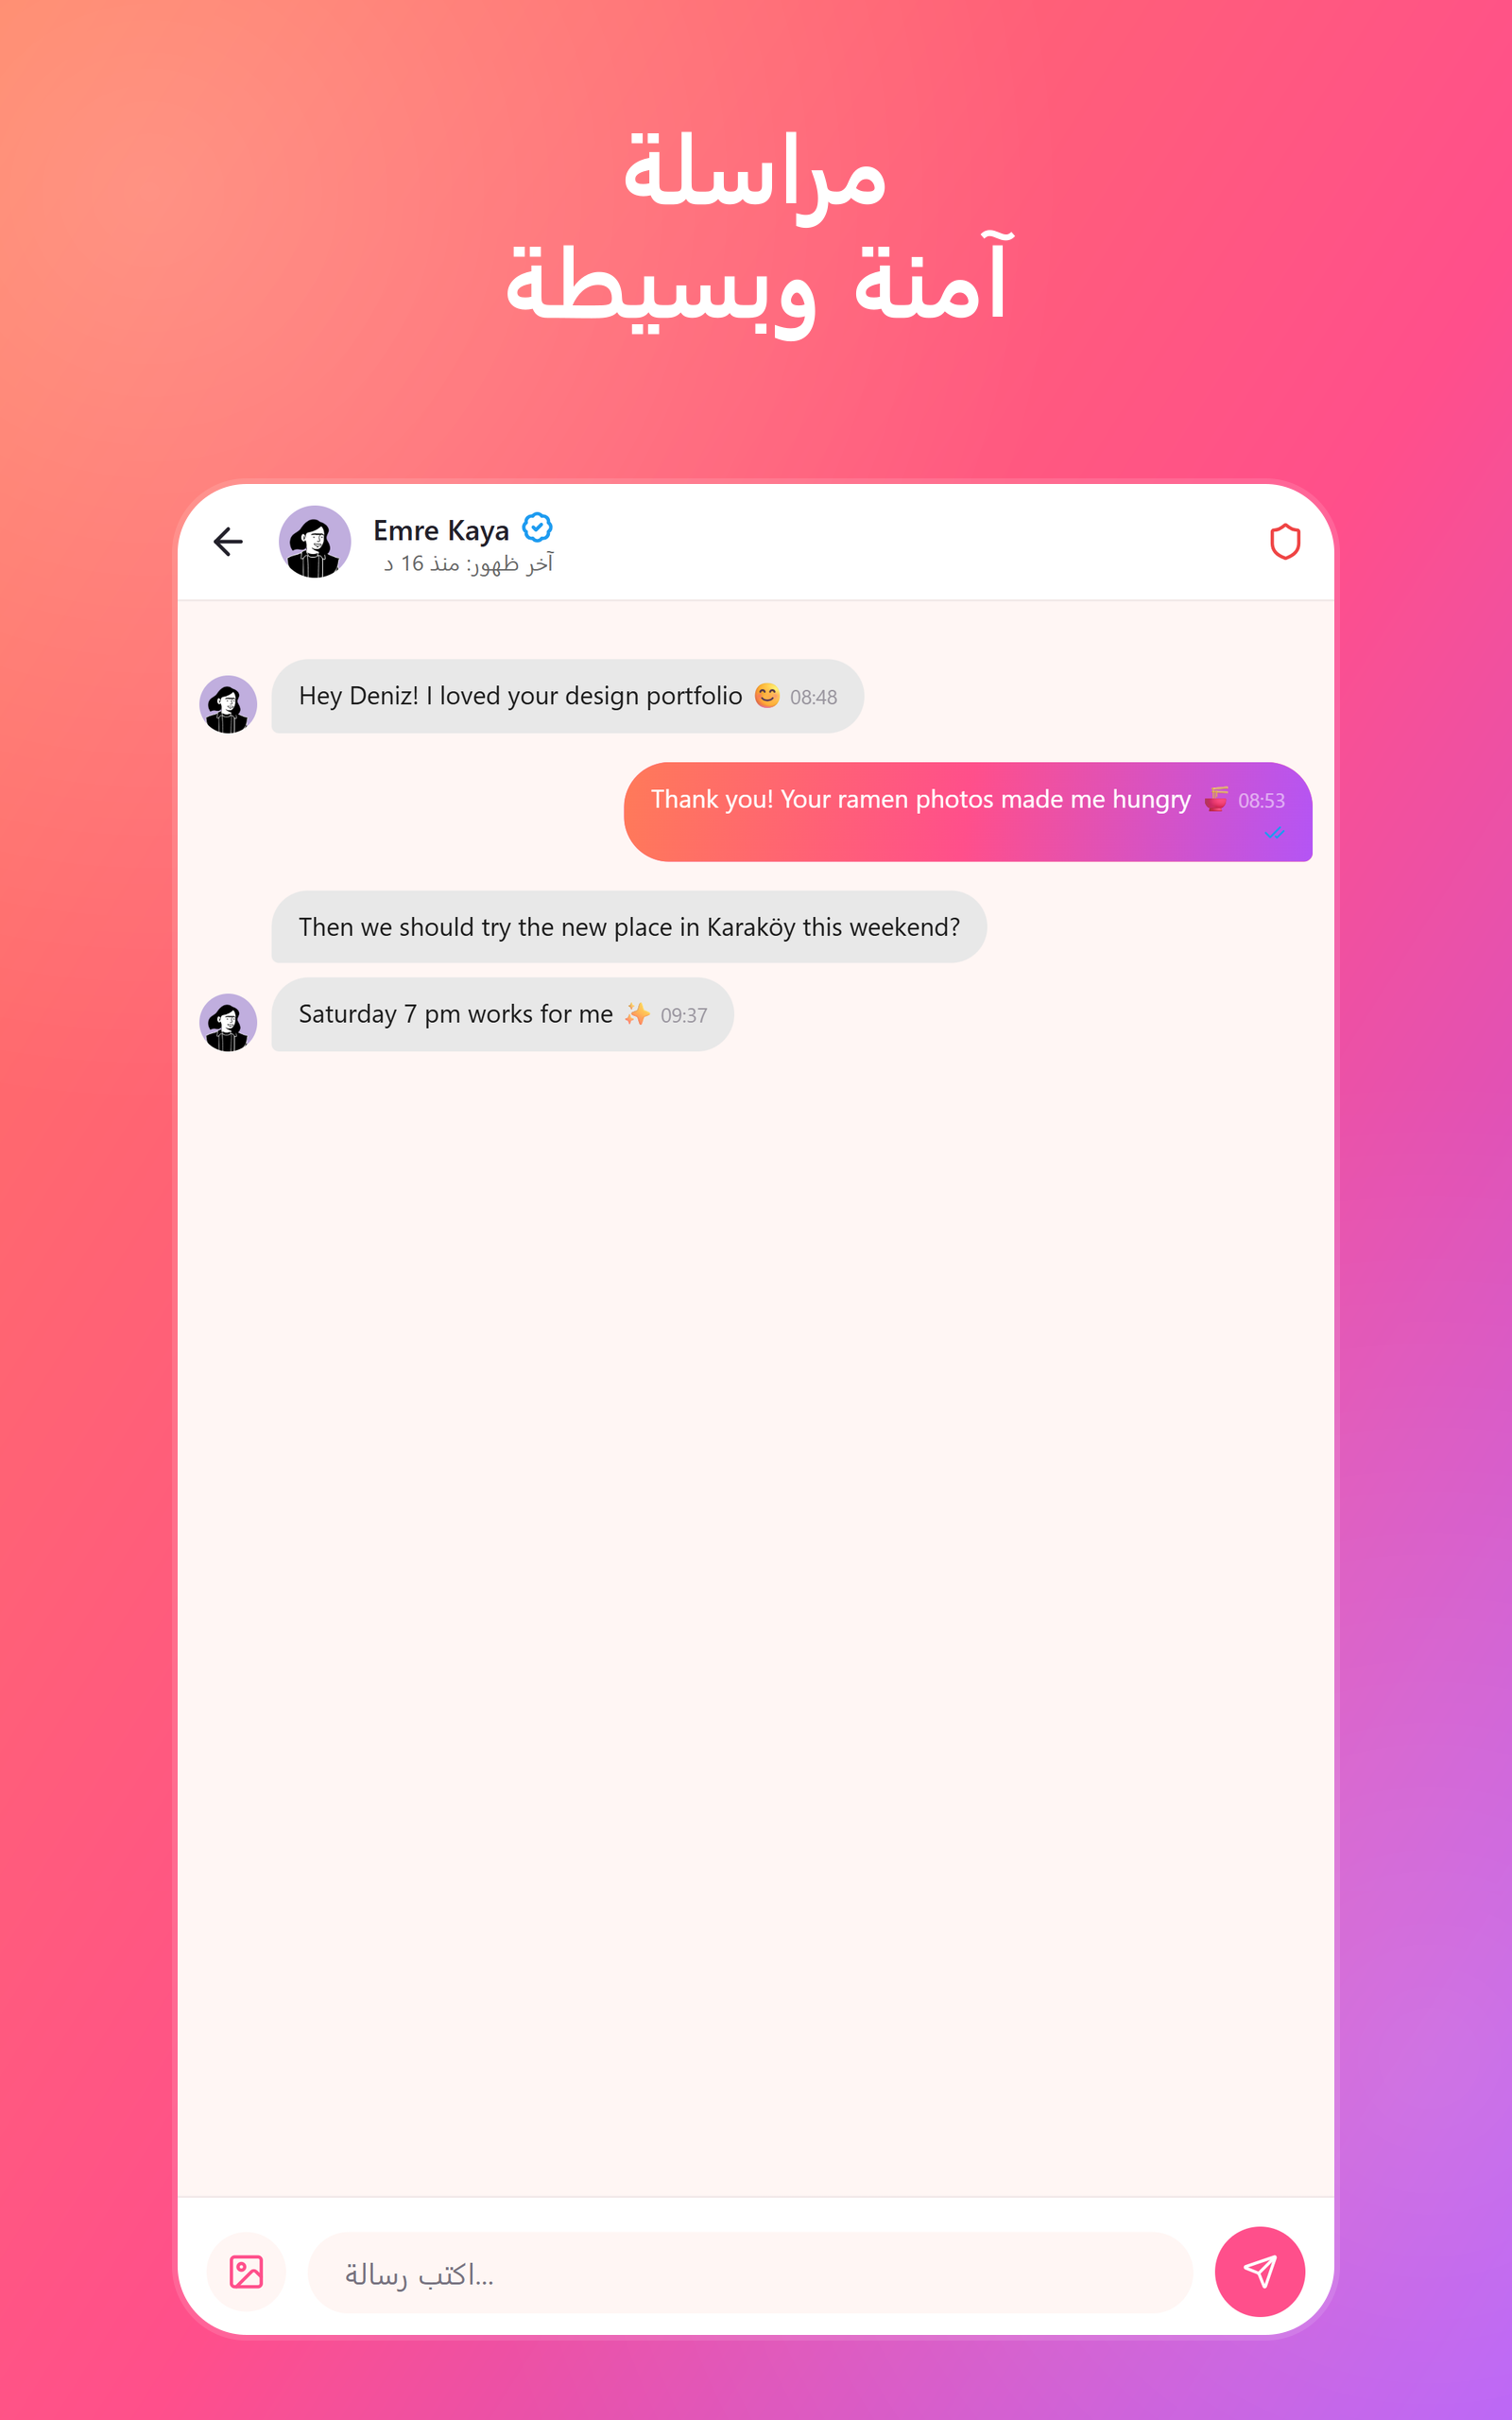 مراسلة
آمنة وبسيطة
Emre Kaya
آخر ظهور: منذ 16 د
Hey Deniz! I loved your design portfolio 😊 08:48
Thank you! Your ramen photos made me hungry 🍜 08:53
Then we should try the new place in Karaköy this weekend?
Saturday 7 pm works for me ✨ 09:37
اكتب رسالة...